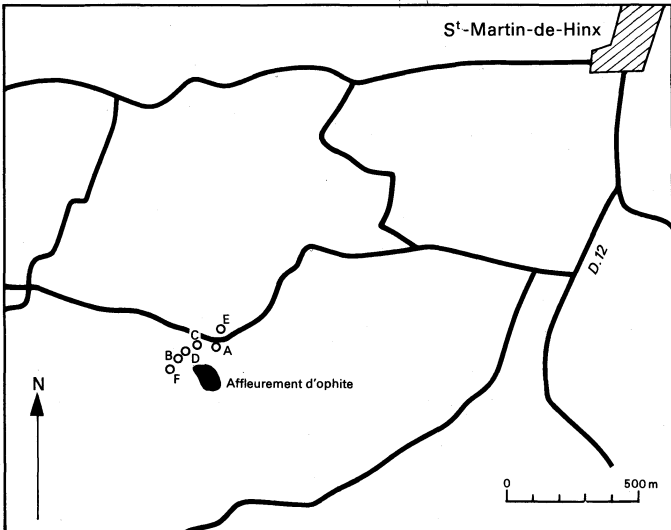 Sᵗ-Martin-de-Hinx
D.12
E
C
A
B
D
F
Affleurement d'ophite
N
0
500 m